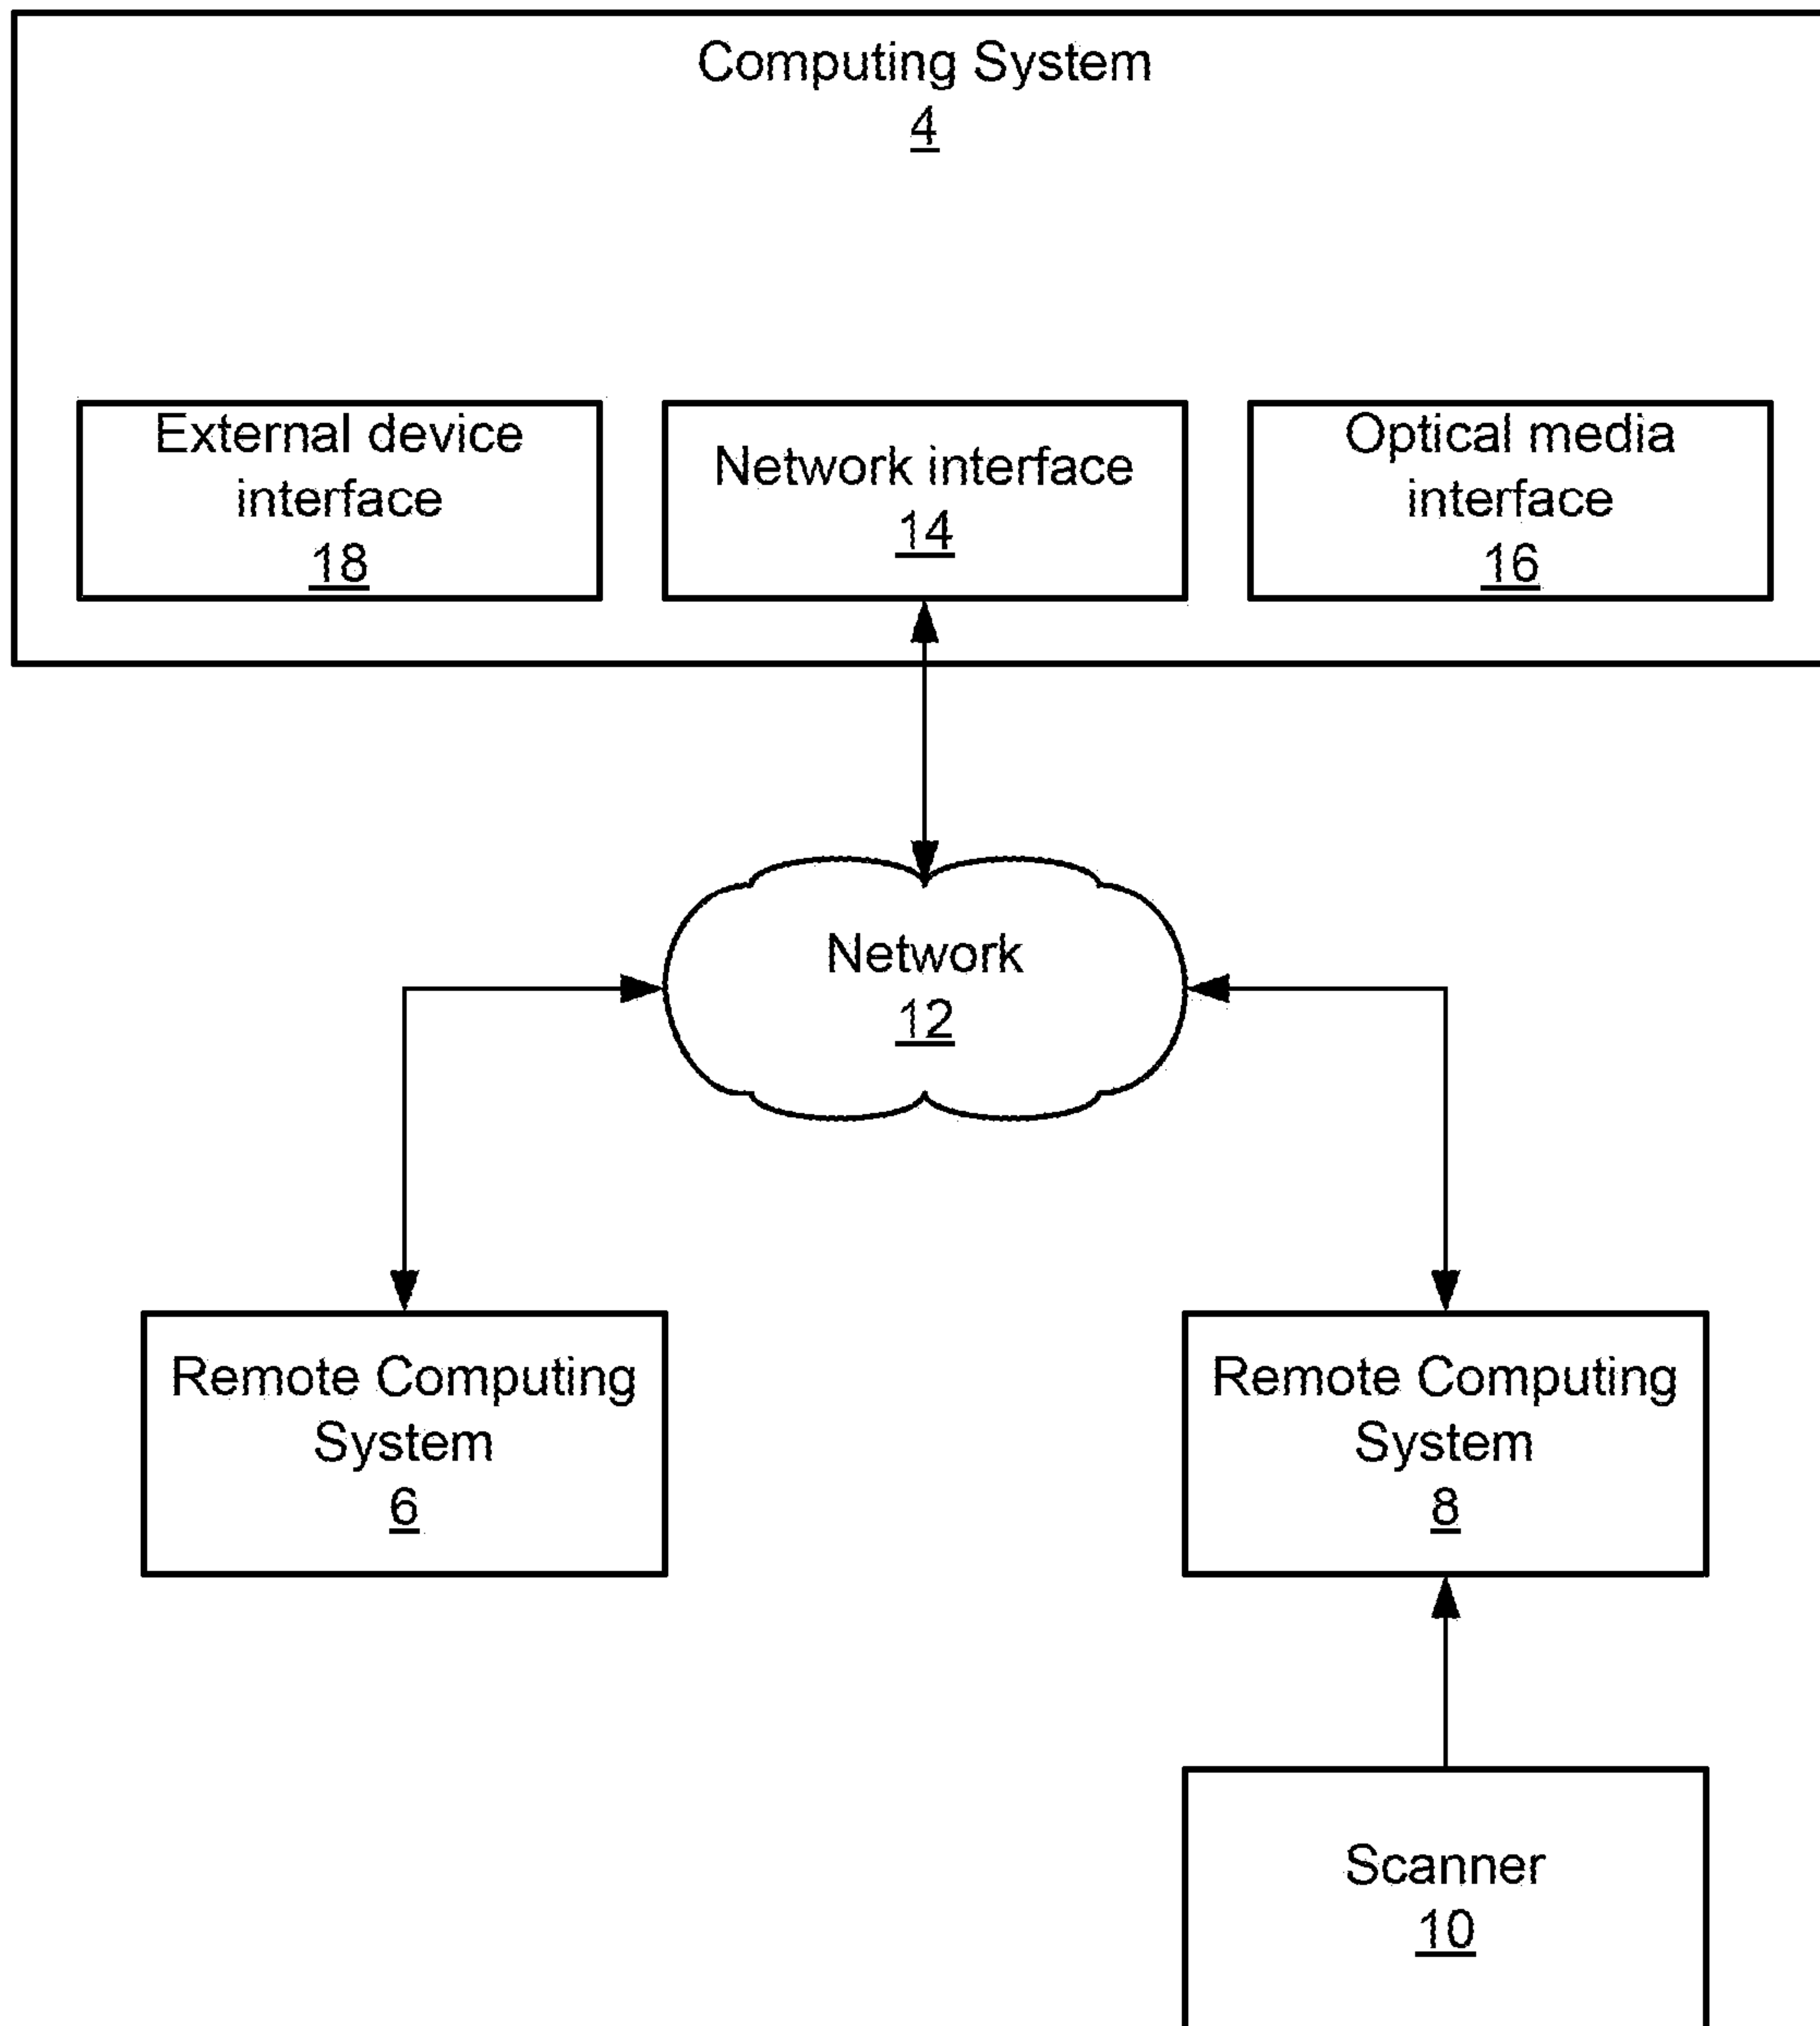 Computing System
4
External device
interface
18
Network interface
14
Optical media
interface
16
Network
12
Remote Computing
System
6
Remote Computing
System
8
Scanner
10